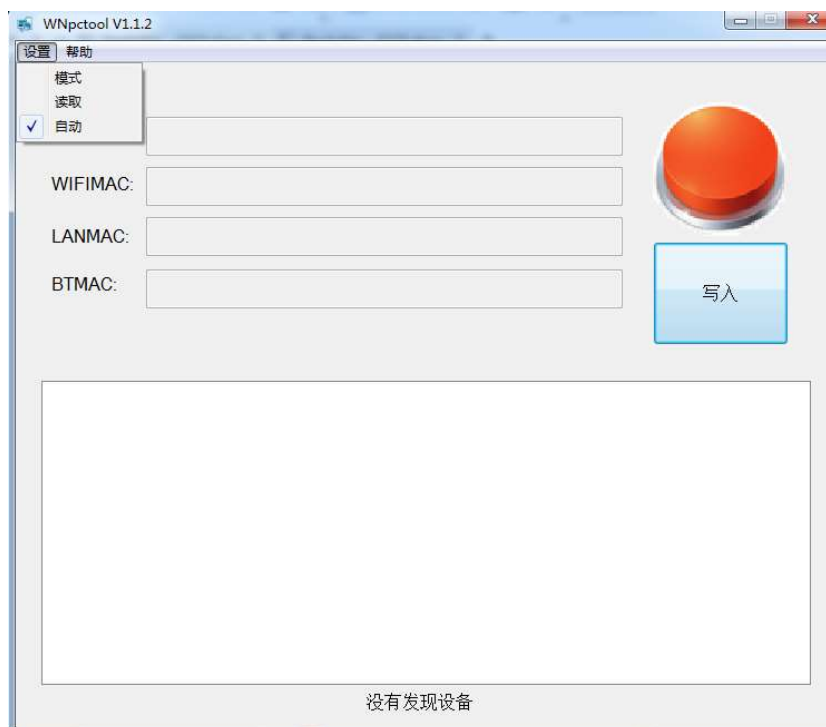 WNpctool V1.1.2
设置 帮助
模式
读取
自动
WIFIMAC:
LANMAC:
BTMAC:
写入
没有发现设备